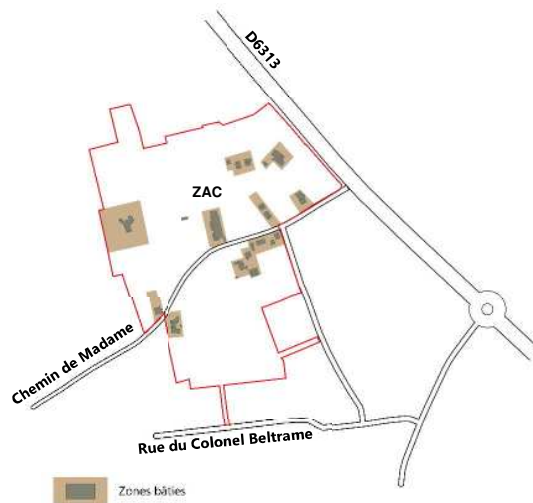 D6313
ZAC
Chemin de Madame
Rue du Colonel Beltrame
Zones bâties